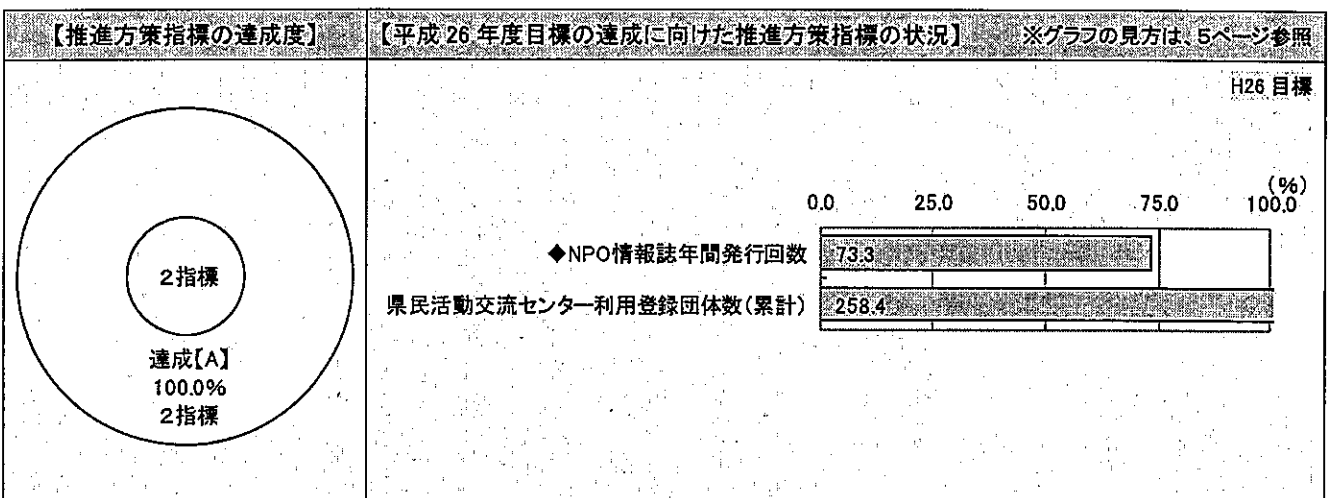 【推進方策指標の達成度】
【平成26年度目標の達成に向けた推進方策指標の状況】 ※グラフの見方は、5ページ参照
H26 目標
(%)
0.0 25.0 50.0 75.0 100.0
◆NPO情報誌年間発行回数 73.3
県民活動交流センター利用登録団体数(累計) 258.4
2指標
達成【A】
100.0%
2指標